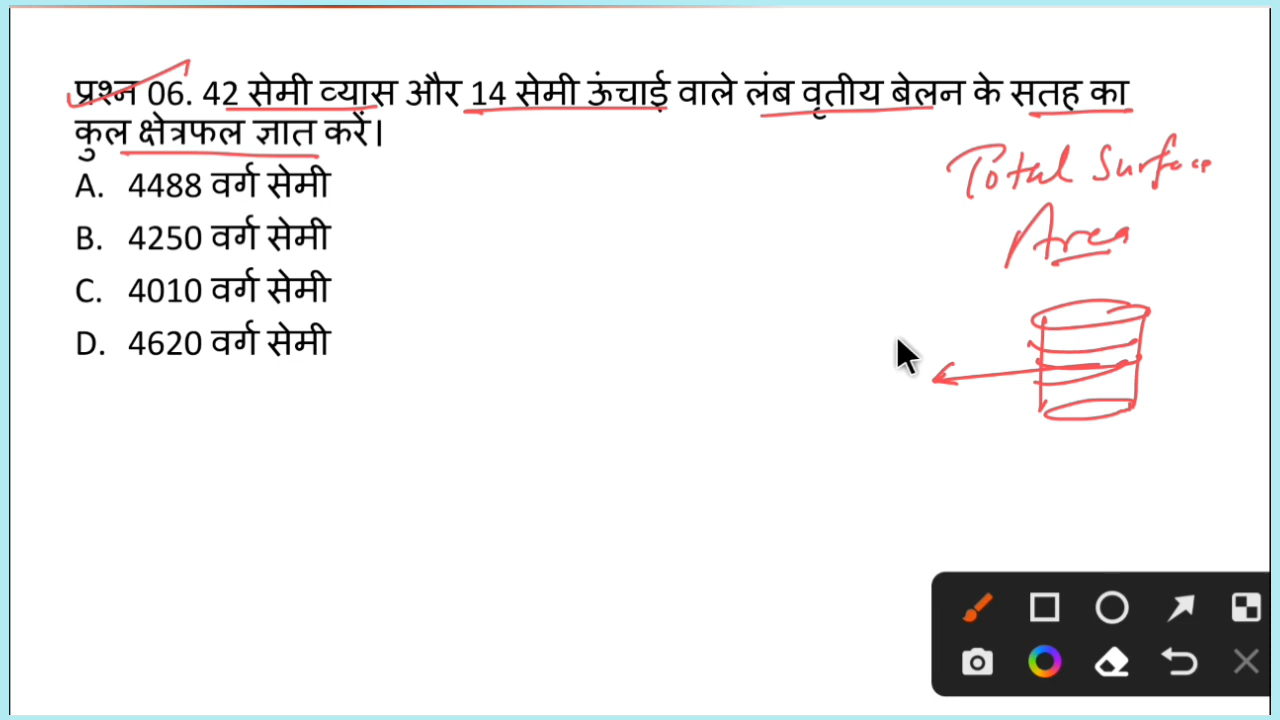 प्रश्न 06. 42 सेमी व्यास और 14 सेमी ऊंचाई वाले लंब वृतीय बेलन के सतह का
कुल क्षेत्रफल ज्ञात करें।
A. 4488 वर्ग सेमी
B. 4250 वर्ग सेमी
C. 4010 वर्ग सेमी
D. 4620 वर्ग सेमी
Total Surface
Area